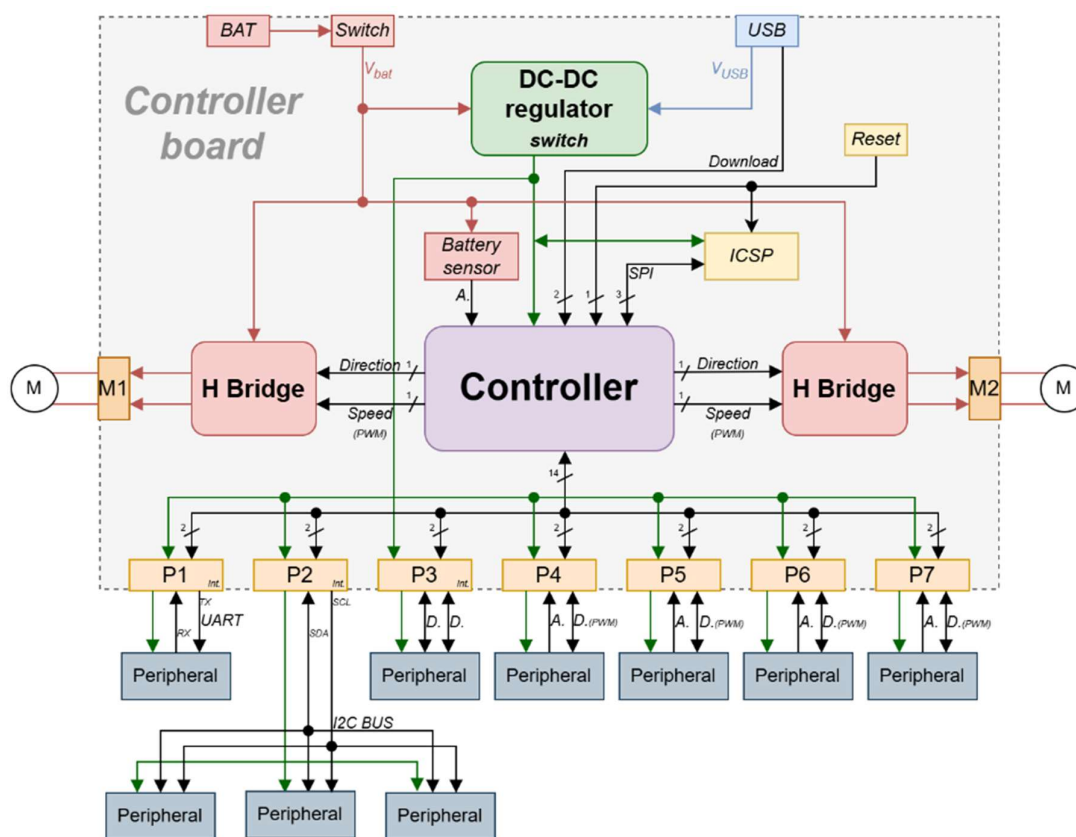 BAT
Switch
USB
V_bat
V_USB
DC-DC
regulator
switch
Controller
board
Download
Reset
Battery
sensor
ICSP
SPI
A.
2
1
3
Direction
1
1
Direction
M
M1
H Bridge
Controller
H Bridge
M2
M
Speed
1
1
Speed
(PWM)
(PWM)
14
2
2
2
2
2
2
2
P1
Int.
P2
Int.
P3
Int.
P4
P5
P6
P7
TX
SCL
UART
RX
SDA
D.
D.
A.
D.(PWM)
A.
D.(PWM)
A.
D.(PWM)
A.
D.(PWM)
Peripheral
Peripheral
Peripheral
Peripheral
Peripheral
Peripheral
I2C BUS
Peripheral
Peripheral
Peripheral